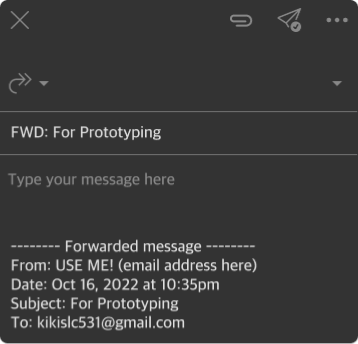 FWD: For Prototyping
Type your message here
-------- Forwarded message --------
From: USE ME! (email address here)
Date: Oct 16, 2022 at 10:35pm
Subject: For Prototyping
To: kikislc531@gmail.com